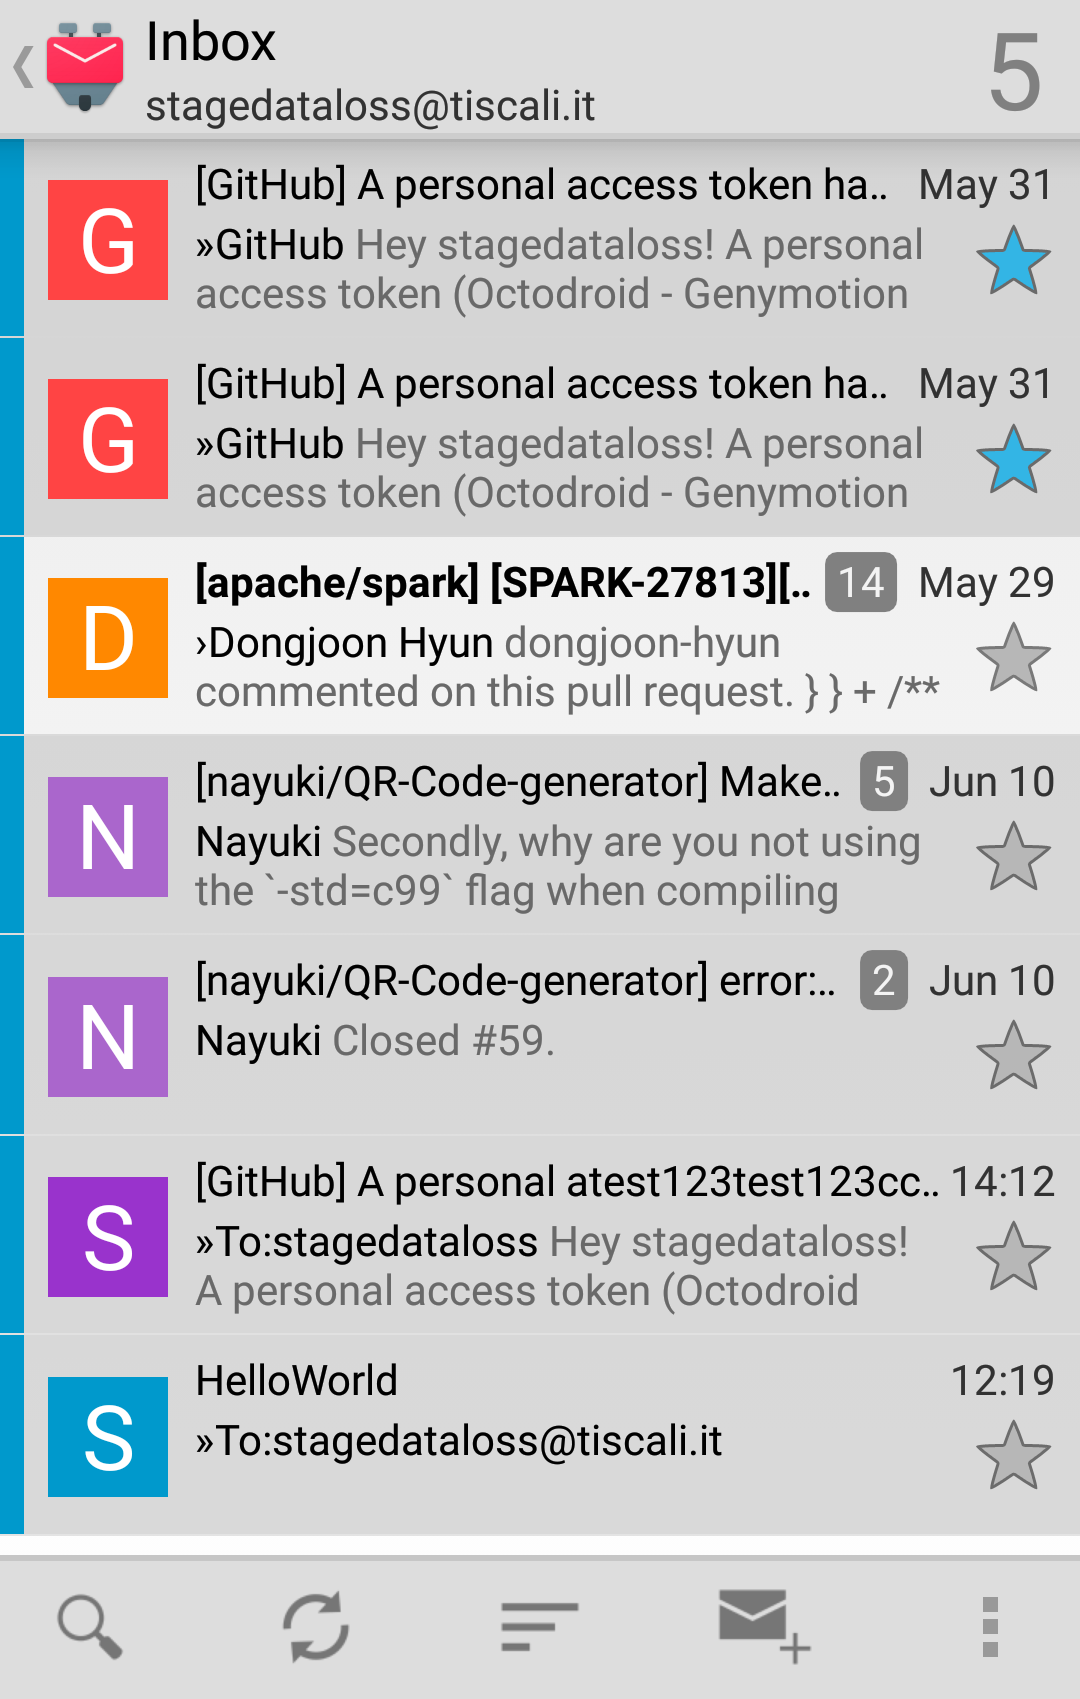 Inbox
5
stagedataloss@tiscali.it
[GitHub] A personal access token ha.. May 31
G
»GitHub Hey stagedataloss! A personal
access token (Octodroid - Genymotion
[GitHub] A personal access token ha.. May 31
G
»GitHub Hey stagedataloss! A personal
access token (Octodroid - Genymotion
[apache/spark] [SPARK-27813][.. 14 May 29
D
›Dongjoon Hyun dongjoon-hyun
commented on this pull request. } } + /**
[nayuki/QR-Code-generator] Make.. 5 Jun 10
N
Nayuki Secondly, why are you not using
the `-std=c99` flag when compiling
[nayuki/QR-Code-generator] error:.. 2 Jun 10
N
Nayuki Closed #59.
[GitHub] A personal atest123test123cc.. 14:12
S
»To:stagedataloss Hey stagedataloss!
A personal access token (Octodroid
HelloWorld 12:19
S
»To:stagedataloss@tiscali.it